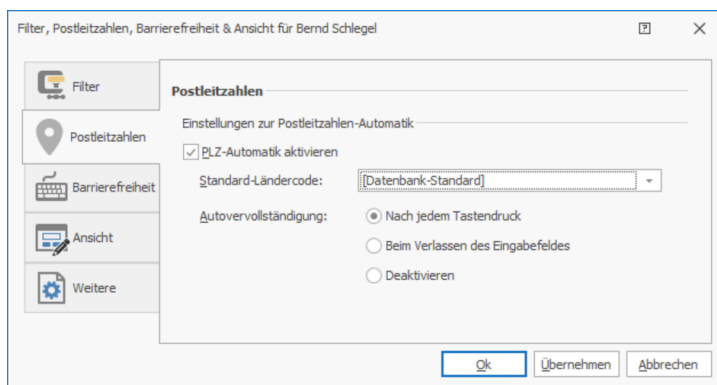 Filter, Postleitzahlen, Barrierefreiheit & Ansicht für Bernd Schlegel
Filter
Postleitzahlen
Barrierefreiheit
Ansicht
Weitere
Postleitzahlen
Einstellungen zur Postleitzahlen-Automatik
PLZ-Automatik aktivieren
Standard-Ländercode: [Datenbank-Standard]
Autovervollständigung: Nach jedem Tastendruck
Beim Verlassen des Eingabefeldes
Deaktivieren
Ok Übernehmen Abbrechen